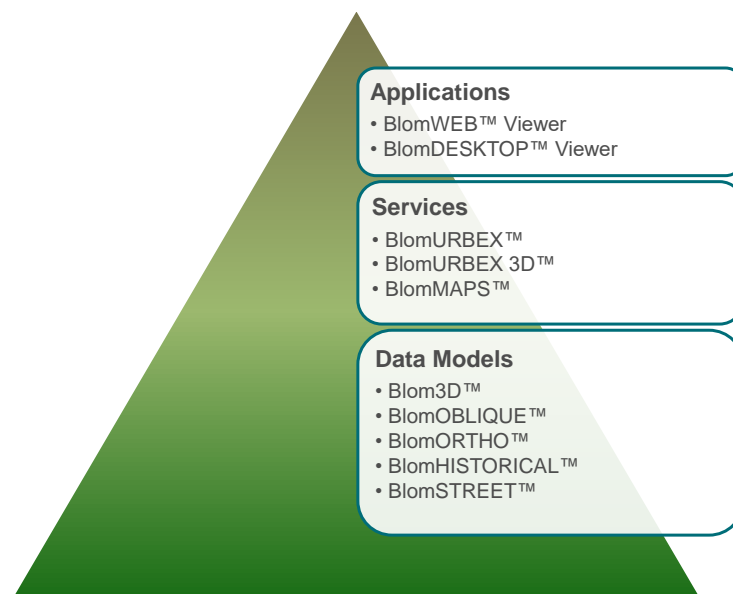 Applications
• BlomWEB™ Viewer
• BlomDESKTOP™ Viewer
Services
• BlomURBEX™
• BlomURBEX 3D™
• BlomMAPS™
Data Models
• Blom3D™
• BlomOBLIQUE™
• BlomORTHO™
• BlomHISTORICAL™
• BlomSTREET™